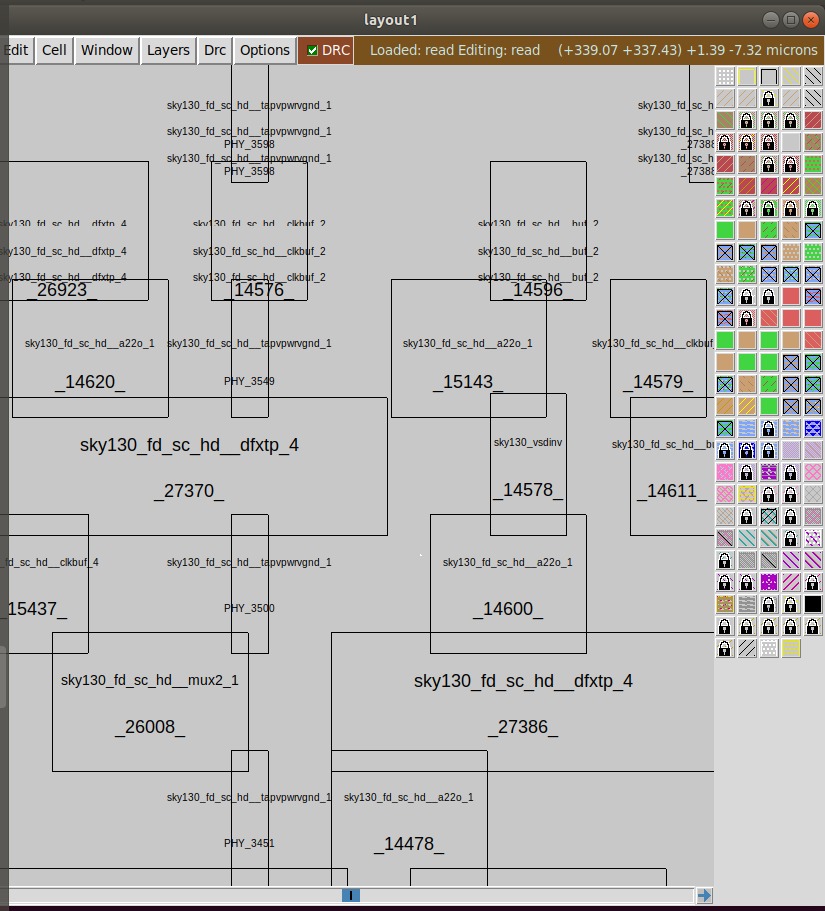 layout1
Edit Cell Window Layers Drc Options DRC Loaded: read Editing: read (+339.07 +337.43) +1.39 -7.32 microns
sky130_fd_sc_hd__tapvpwrvgnd_1 sky130_fd_sc_h
sky130_fd_sc_hd__tapvpwrvgnd_1 sky130_fd_sc_h
PHY_3598 _27388
sky130_fd_sc_hd__tapvpwrvgnd_1 sky130_fd_sc_h
PHY_3598 _27388
sky130_fd_sc_hd__dfxtp_4 sky130_fd_sc_hd__clkbuf_2 sky130_fd_sc_hd__buf_2
sky130_fd_sc_hd__dfxtp_4 sky130_fd_sc_hd__clkbuf_2 sky130_fd_sc_hd__buf_2
sky130_fd_sc_hd__dfxtp_4 sky130_fd_sc_hd__clkbuf_2 sky130_fd_sc_hd__buf_2
_26923_ _14576_ _14596_
sky130_fd_sc_hd__a22o_1 sky130_fd_sc_hd__tapvpwrvgnd_1 sky130_fd_sc_hd__a22o_1 sky130_fd_sc_hd__clkbuf_
_14620_ PHY_3549 _15143_ _14579_
sky130_fd_sc_hd__dfxtp_4 sky130_vsdinv sky130_fd_sc_hd__bu
_27370_ _14578_ _14611_
sky130_fd_sc_hd__clkbuf_4 sky130_fd_sc_hd__tapvpwrvgnd_1 sky130_fd_sc_hd__a22o_1
15437_ PHY_3500 _14600_
sky130_fd_sc_hd__mux2_1 sky130_fd_sc_hd__dfxtp_4
_26008_ _27386_
sky130_fd_sc_hd__tapvpwrvgnd_1 sky130_fd_sc_hd__a22o_1
PHY_3451 _14478_